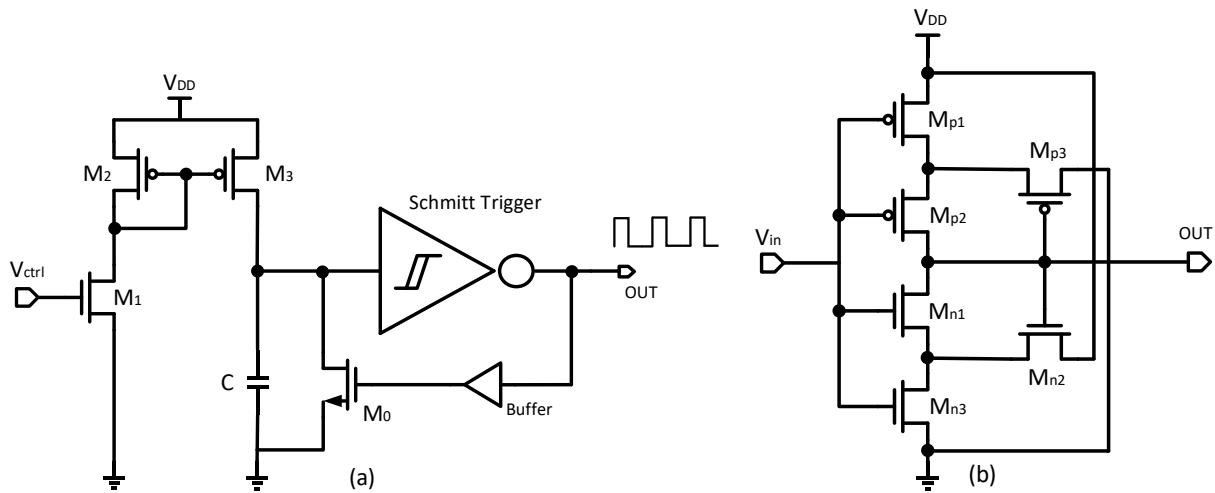 VDD
M2
M3
Schmitt Trigger
Vctrl
M1
OUT
C
M0
Buffer
(a)
VDD
Mp1
Mp3
Mp2
Vin
OUT
Mn1
Mn2
Mn3
(b)